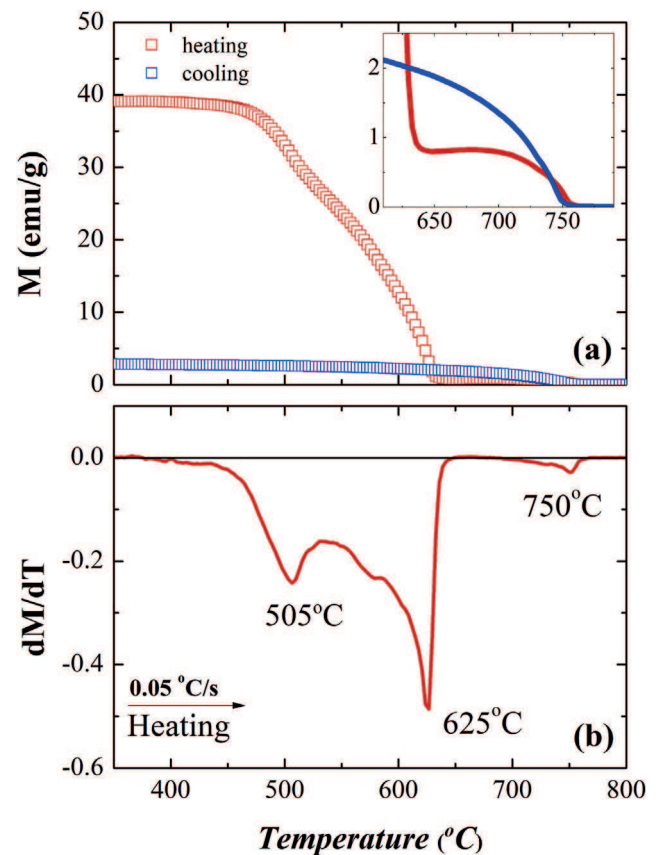 50
40
30
20
10
0
M (emu/g)
heating
cooling
2
1
0
650 700 750
(a)
0.0
-0.2
-0.4
-0.6
dM/dT
750°C
505°C
0.05 °C/s
Heating
625°C
(b)
400 500 600 700 800
Temperature (°C)